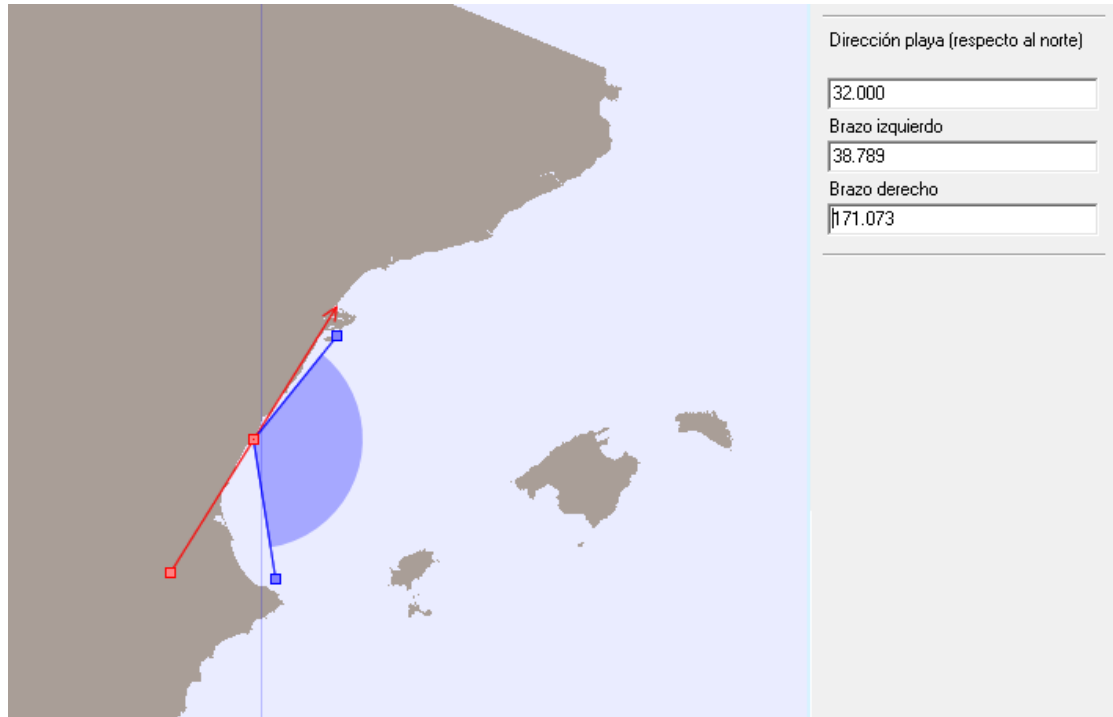 Dirección playa (respecto al norte)
32.000
Brazo izquierdo
38.789
Brazo derecho
171.073